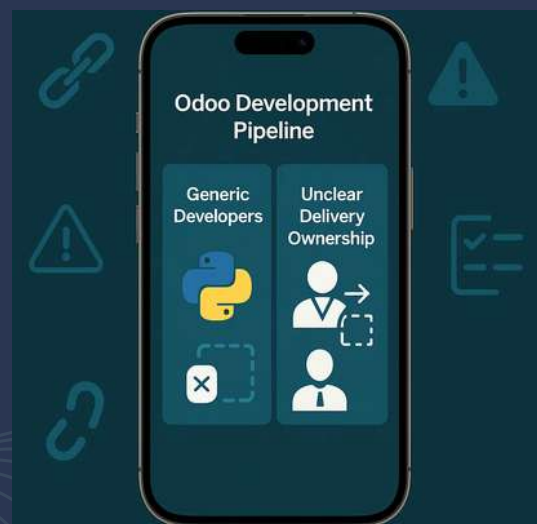 Odoo Development
Pipeline
Generic
Developers
Unclear
Delivery
Ownership